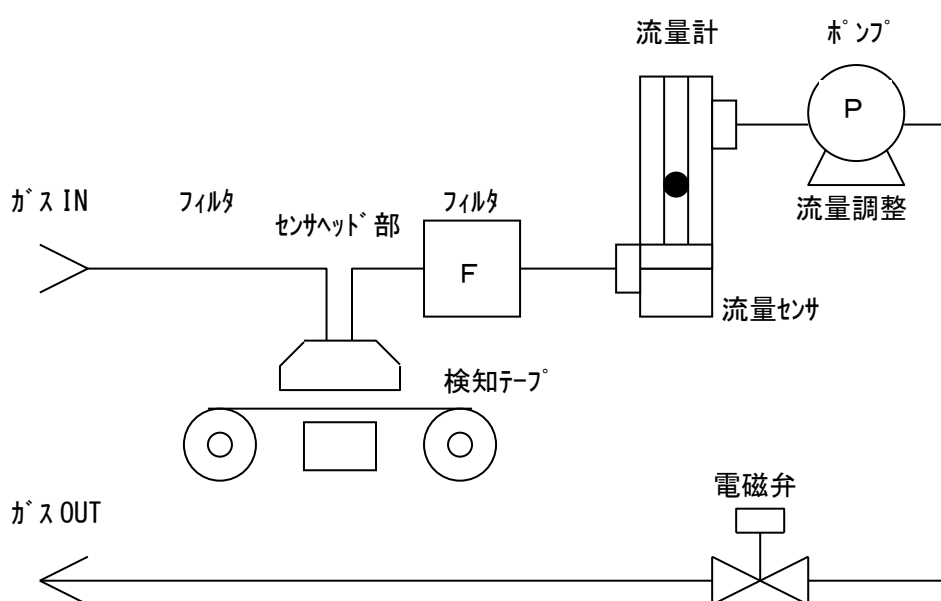 流量計
ﾎﾟﾝﾌﾟ
P
ｶﾞｽ IN
ﾌｨﾙﾀ
ｾﾝｻﾍｯﾄﾞ部
ﾌｨﾙﾀ
F
流量調整
流量ｾﾝｻ
検知ﾃｰﾌﾟ
電磁弁
ｶﾞｽ OUT